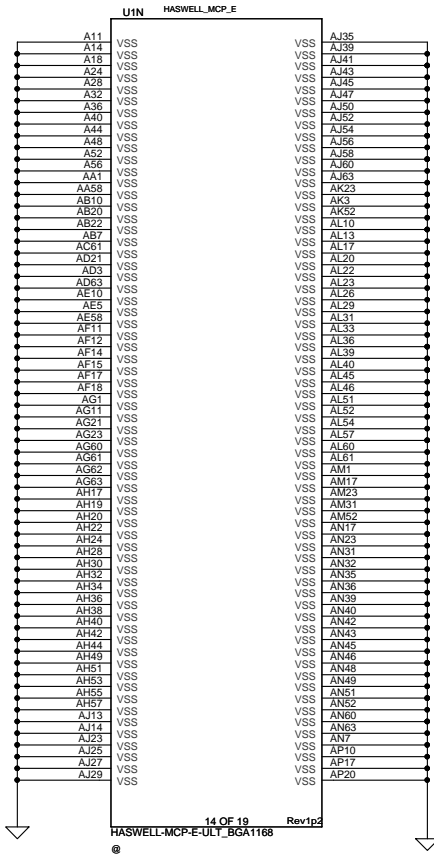 U1N HASWELL_MCP_E
A11 VSS VSS AJ35
A14 VSS VSS AJ39
A18 VSS VSS AJ41
A24 VSS VSS AJ43
A28 VSS VSS AJ45
A32 VSS VSS AJ47
A36 VSS VSS AJ50
A40 VSS VSS AJ52
A44 VSS VSS AJ54
A48 VSS VSS AJ56
A52 VSS VSS AJ58
A56 VSS VSS AJ60
AA1 VSS VSS AJ63
AA58 VSS VSS AK23
AB10 VSS VSS AK3
AB20 VSS VSS AK52
AB22 VSS VSS AL10
AB7 VSS VSS AL13
AC61 VSS VSS AL17
AD21 VSS VSS AL20
AD3 VSS VSS AL22
AD63 VSS VSS AL23
AE10 VSS VSS AL26
AE5 VSS VSS AL29
AE58 VSS VSS AL31
AF11 VSS VSS AL33
AF12 VSS VSS AL36
AF14 VSS VSS AL39
AF15 VSS VSS AL40
AF17 VSS VSS AL45
AF18 VSS VSS AL46
AG1 VSS VSS AL51
AG11 VSS VSS AL52
AG21 VSS VSS AL54
AG23 VSS VSS AL57
AG60 VSS VSS AL60
AG61 VSS VSS AL61
AG62 VSS VSS AM1
AG63 VSS VSS AM17
AH17 VSS VSS AM23
AH19 VSS VSS AM31
AH20 VSS VSS AM52
AH22 VSS VSS AN17
AH24 VSS VSS AN23
AH28 VSS VSS AN31
AH30 VSS VSS AN32
AH32 VSS VSS AN35
AH34 VSS VSS AN36
AH36 VSS VSS AN39
AH38 VSS VSS AN40
AH40 VSS VSS AN42
AH42 VSS VSS AN43
AH44 VSS VSS AN45
AH49 VSS VSS AN46
AH51 VSS VSS AN48
AH53 VSS VSS AN49
AH55 VSS VSS AN51
AH57 VSS VSS AN52
AJ13 VSS VSS AN60
AJ14 VSS VSS AN63
AJ23 VSS VSS AN7
AJ25 VSS VSS AP10
AJ27 VSS VSS AP17
AJ29 VSS VSS AP20
14 OF 19 Rev1p2
HASWELL-MCP-E-ULT_BGA1168
@